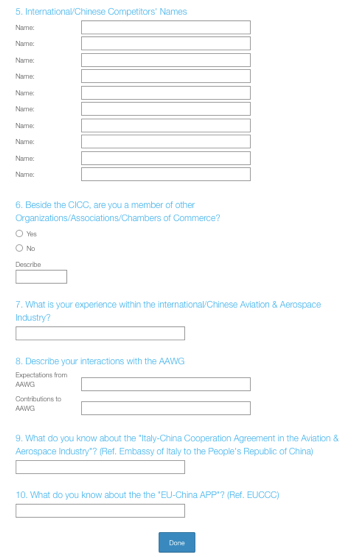 5. International/Chinese Competitors' Names
Name:
Name:
Name:
Name:
Name:
Name:
Name:
Name:
Name:
Name:
6. Beside the CICC, are you a member of other
Organizations/Associations/Chambers of Commerce?
Yes
No
Describe
7. What is your experience within the international/Chinese Aviation & Aerospace
Industry?
8. Describe your interactions with the AAWG
Expectations from
AAWG
Contributions to
AAWG
9. What do you know about the "Italy-China Cooperation Agreement in the Aviation &
Aerospace Industry"? (Ref. Embassy of Italy to the People's Republic of China)
10. What do you know about the the "EU-China APP"? (Ref. EUCCC)
Done